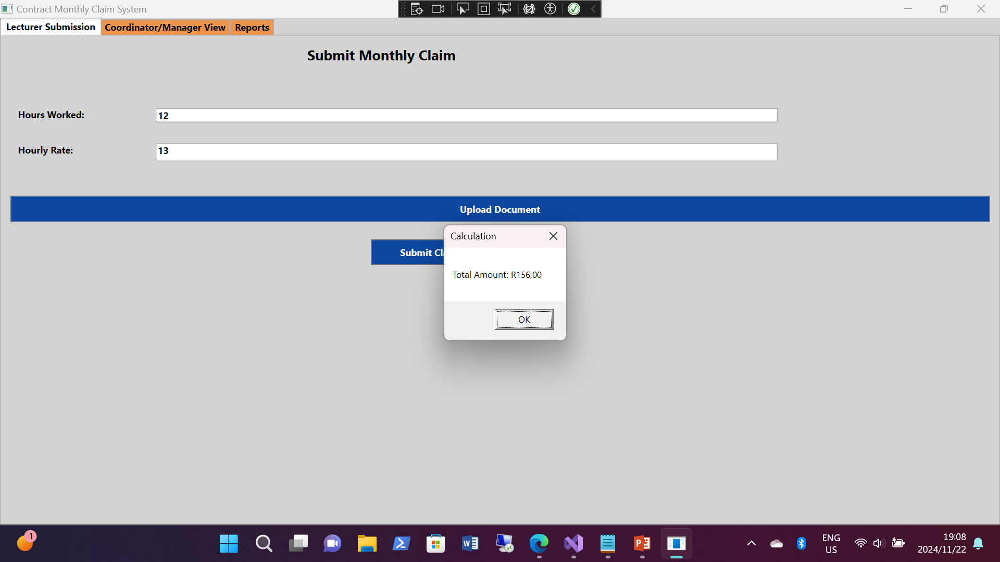 Contract Monthly Claim System
Lecturer Submission
Coordinator/Manager View
Reports
Submit Monthly Claim
Hours Worked:
12
Hourly Rate:
13
Upload Document
Calculation
Submit Cla
Total Amount: R156,00
OK
1
W
P
ENG
US
19:08
2024/11/22